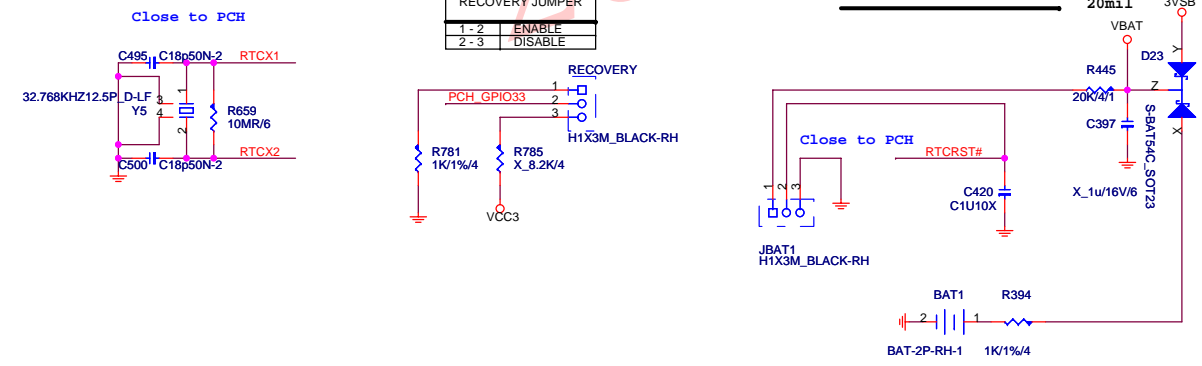 Close to PCH
C495
C18p50N-2
RTCX1
32.768KHZ12.5P_D-LF
Y5
3
4
1
2
R659
10MR/6
C500
C18p50N-2
RTCX2
RECOVERY JUMPER
1 - 2 ENABLE
2 - 3 DISABLE
RECOVERY
PCH_GPIO33
1
2
3
H1X3M_BLACK-RH
R781
1K/1%/4
R785
X_8.2K/4
VCC3
20mil
3VSB
VBAT
D23
Y
Z
X
R445
20K/4/1
C397
X_1u/16V/6
S-BAT54C_SOT23
Close to PCH
RTCRST#
1
2
3
C420
C1U10X
JBAT1
H1X3M_BLACK-RH
BAT1
R394
2
1
BAT-2P-RH-1
1K/1%/4